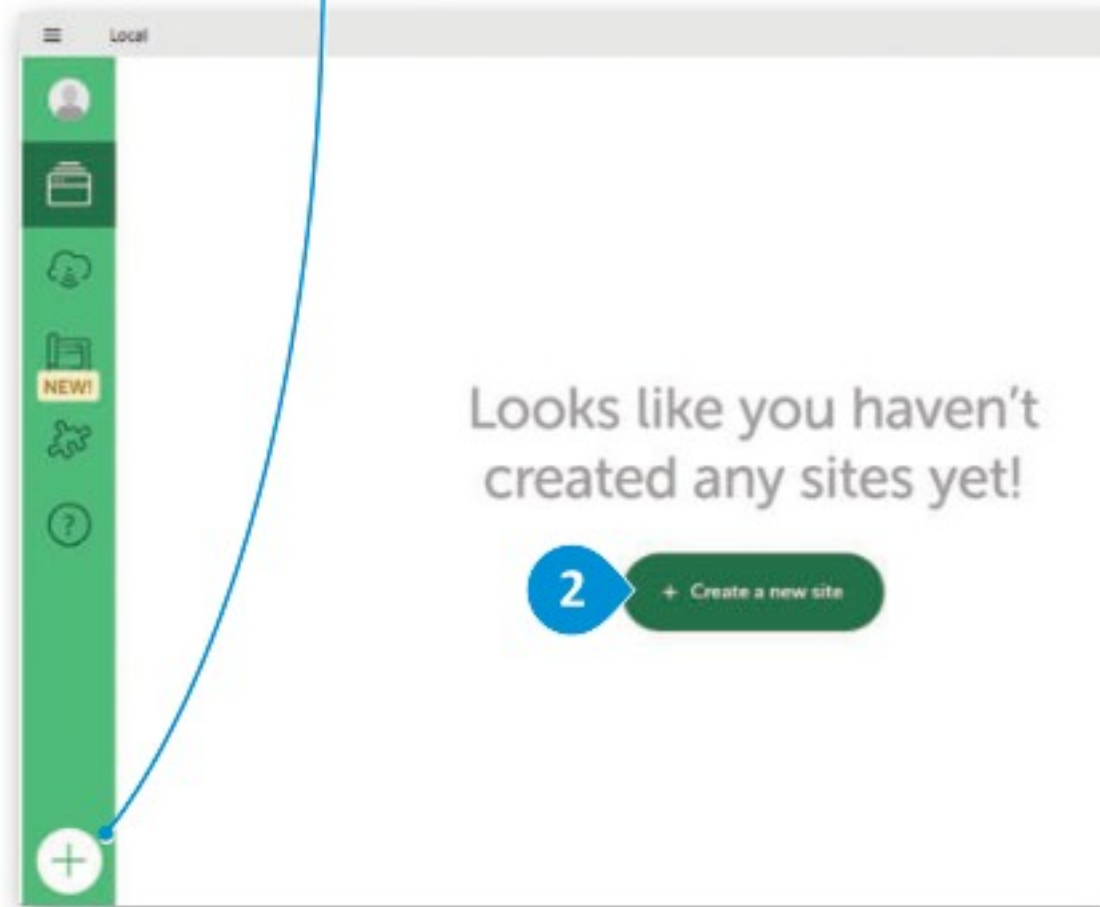 Local
NEW!
?
Looks like you haven't
created any sites yet!
2
+ Create a new site
+